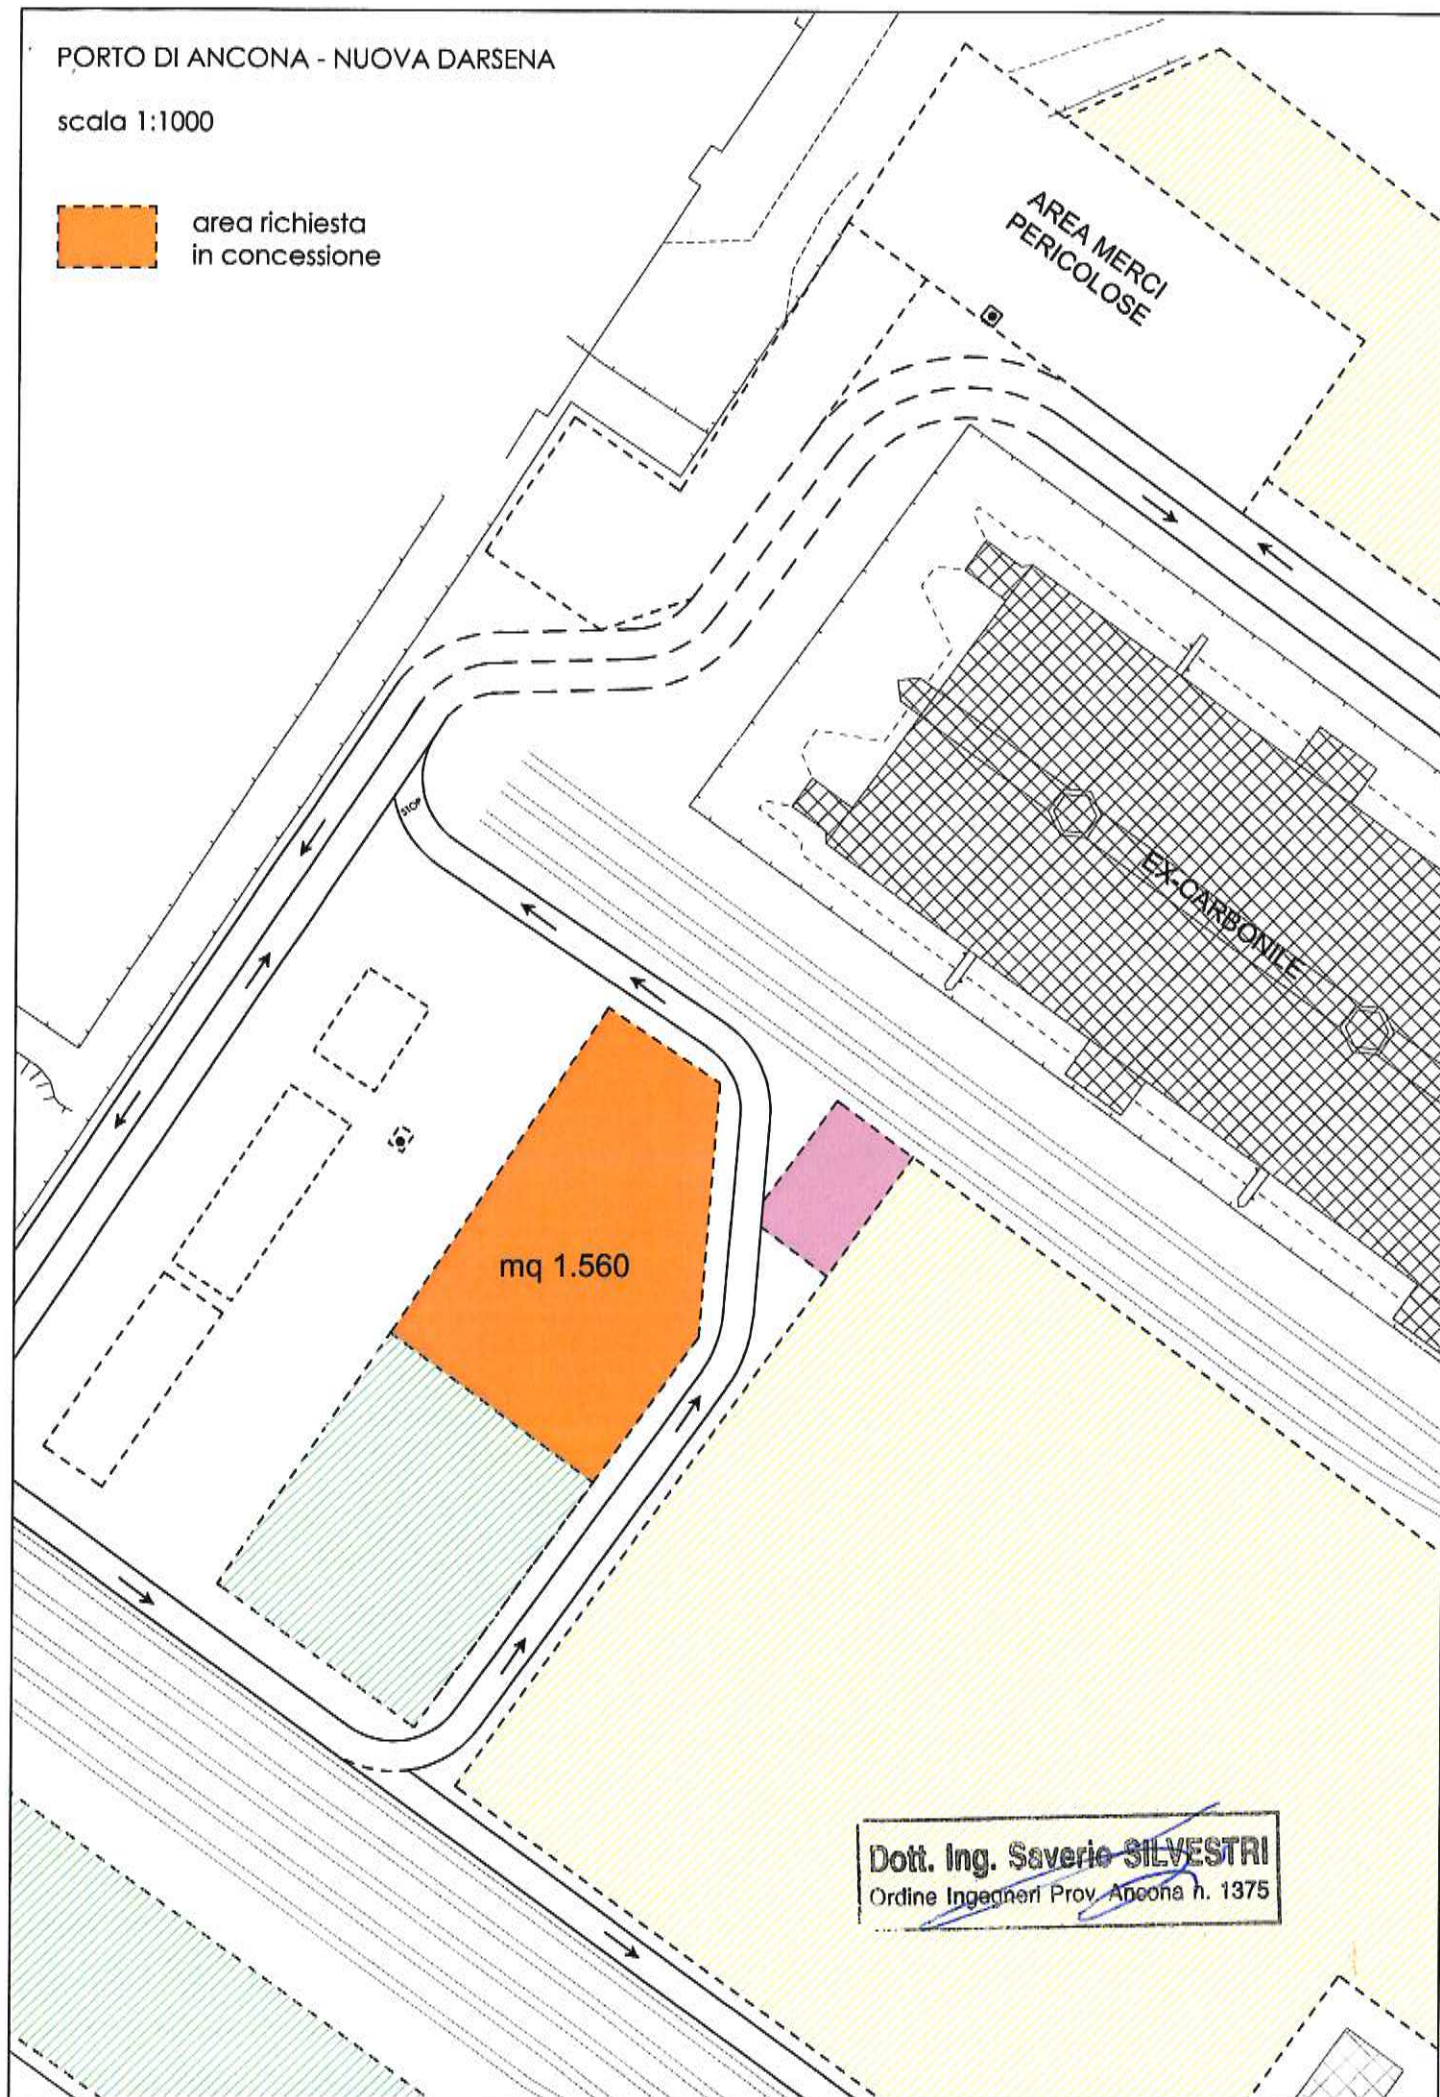 PORTO DI ANCONA - NUOVA DARSENA
scala 1:1000
area richiesta
in concessione
AREA MERCI
PERICOLOSE
STOP
EX-CARBONILE
mq 1.560
Dott. Ing. Saverio SILVESTRI
Ordine Ingegneri Prov. Ancona n. 1375